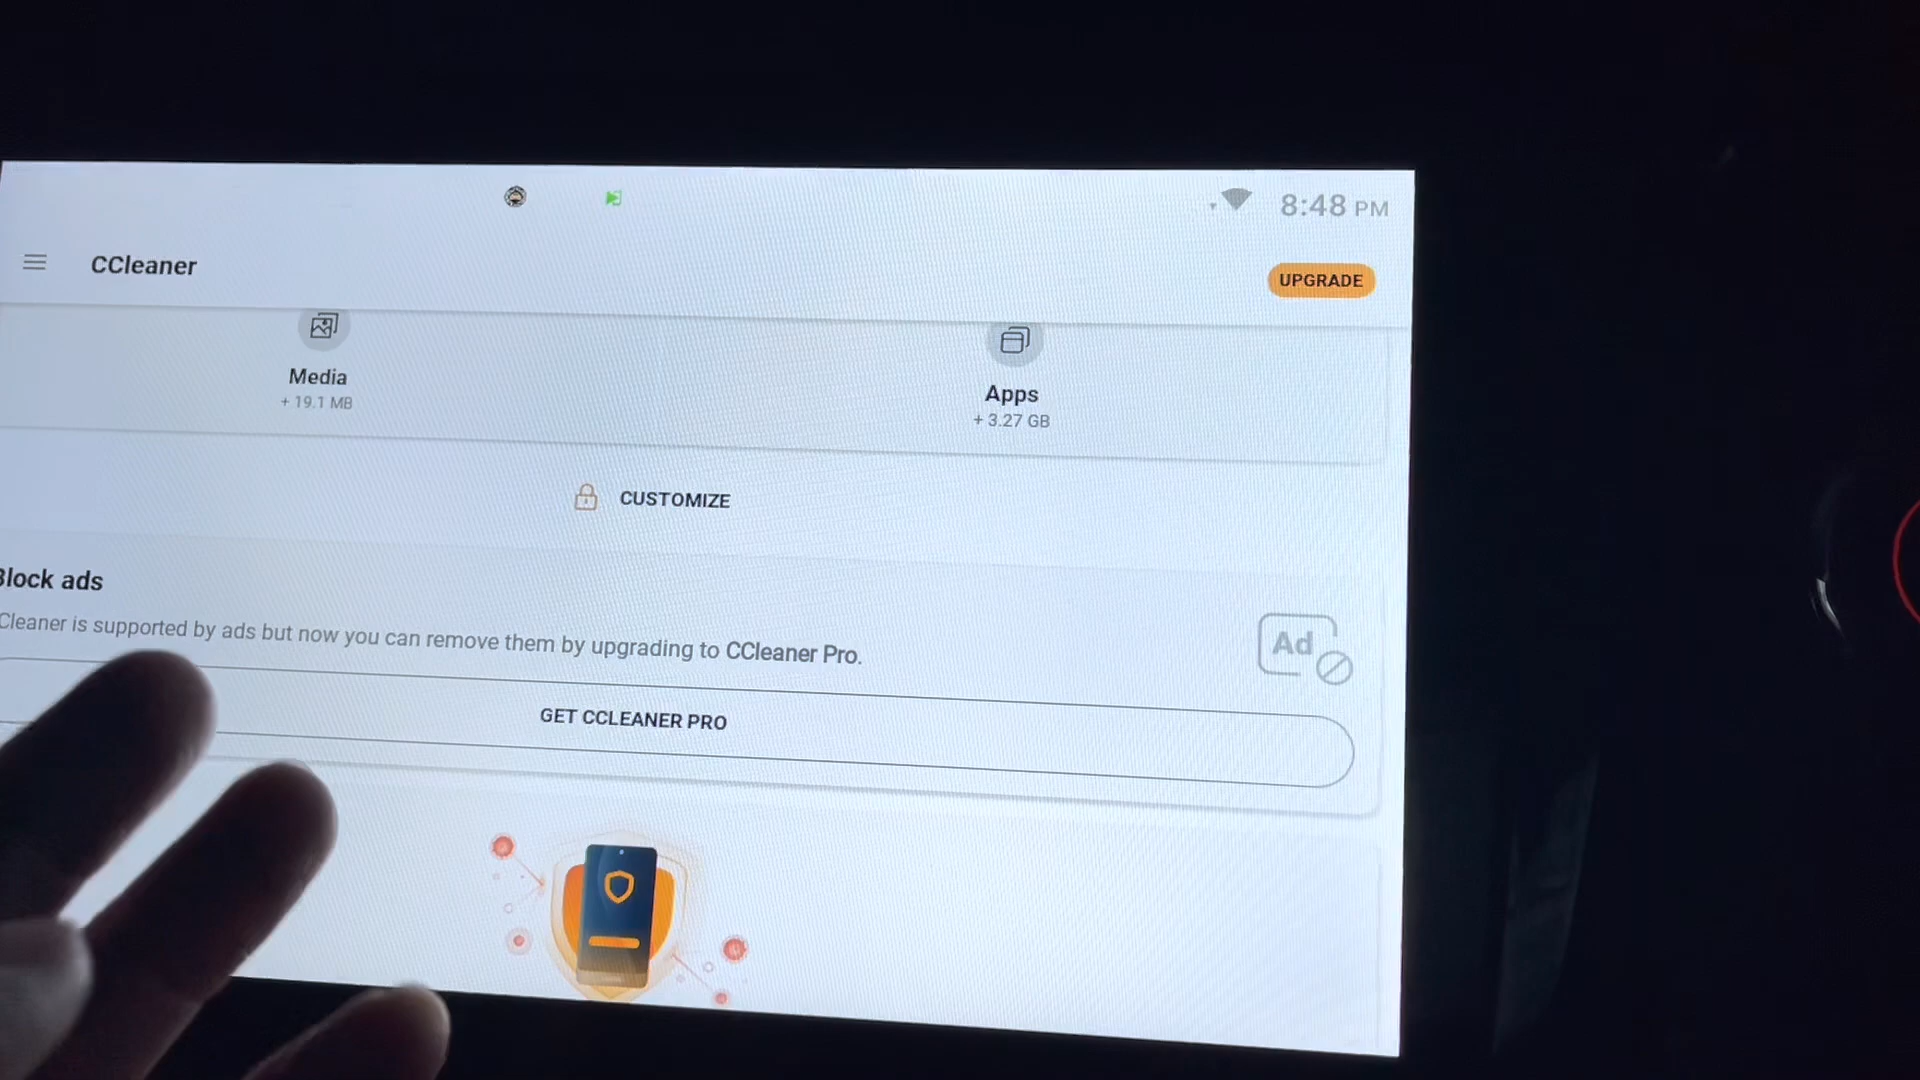 8:48 PM
CCleaner
UPGRADE
Media
+ 19.1 MB
Apps
+ 3.27 GB
CUSTOMIZE
Block ads
Cleaner is supported by ads but now you can remove them by upgrading to CCleaner Pro.
Ad
GET CCLEANER PRO